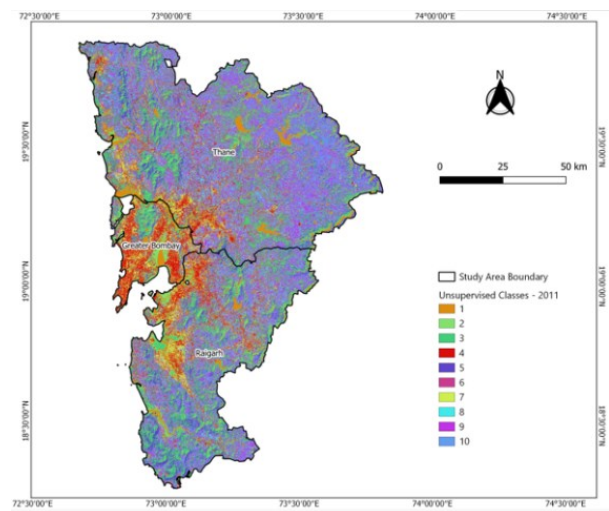 72°30'00"E 73°00'00"E 73°30'00"E 74°00'00"E 74°30'00"E
N
19°30'00"N
19°30'00"N
Thane
0 25 50 km
Greater Bombay
19°00'00"N
19°00'00"N
Study Area Boundary
Unsupervised Classes - 2011
1
2
3
4
5
6
7
8
9
10
Raigarh
18°30'00"N
18°30'00"N
72°30'00"E 73°00'00"E 73°30'00"E 74°00'00"E 74°30'00"E